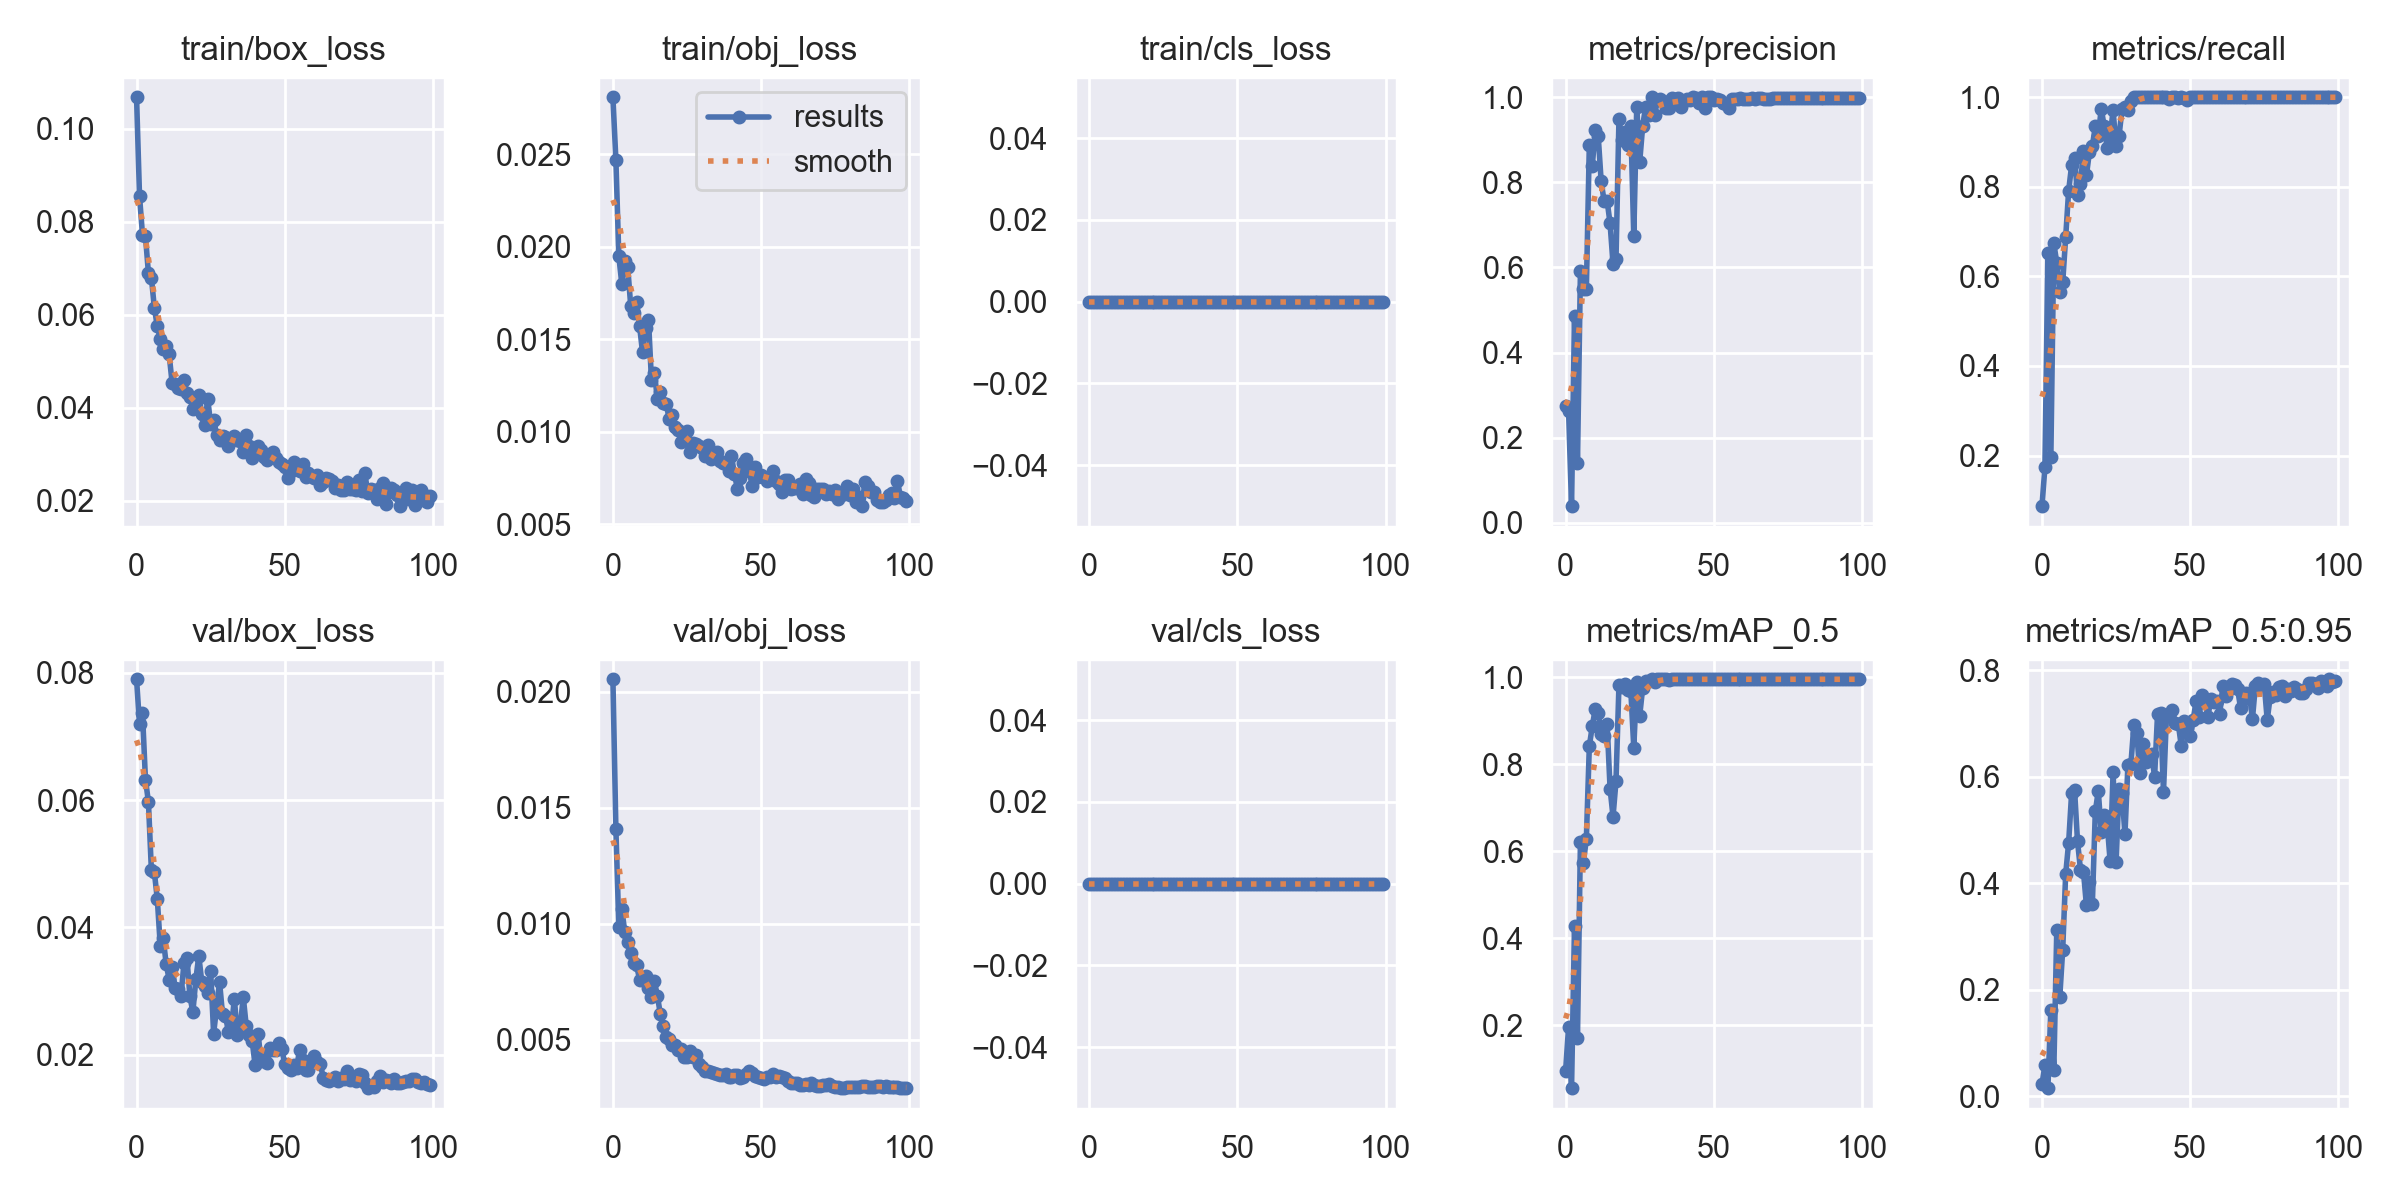 train/box_loss
0.10
0.08
0.06
0.04
0.02
0 50 100
train/obj_loss
results
smooth
0.025
0.020
0.015
0.010
0.005
0 50 100
train/cls_loss
0.04
0.02
0.00
−0.02
−0.04
0 50 100
metrics/precision
1.0
0.8
0.6
0.4
0.2
0.0
0 50 100
metrics/recall
1.0
0.8
0.6
0.4
0.2
0 50 100
val/box_loss
0.08
0.06
0.04
0.02
0 50 100
val/obj_loss
0.020
0.015
0.010
0.005
0 50 100
val/cls_loss
0.04
0.02
0.00
−0.02
−0.04
0 50 100
metrics/mAP_0.5
1.0
0.8
0.6
0.4
0.2
0 50 100
metrics/mAP_0.5:0.95
0.8
0.6
0.4
0.2
0.0
0 50 100